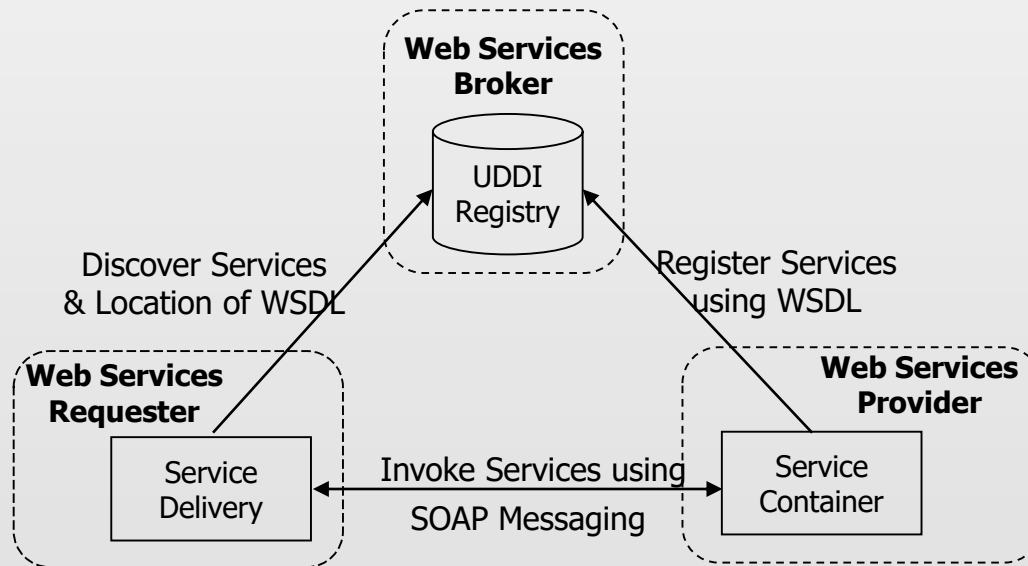 Web Services
Broker
UDDI
Registry
Discover Services
& Location of WSDL
Register Services
using WSDL
Web Services
Requester
Web Services
Provider
Service
Delivery
Invoke Services using
SOAP Messaging
Service
Container